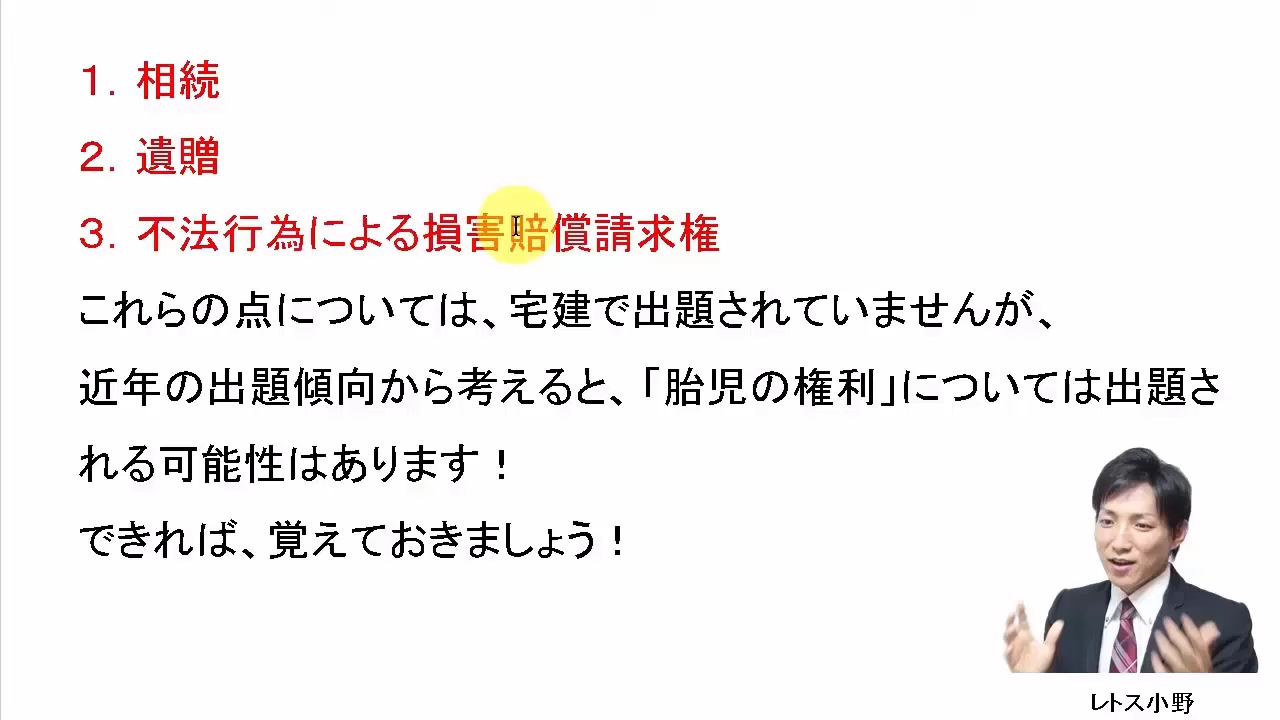 １．相続
２．遺贈
３．不法行為による損害賠償請求権
これらの点については、宅建で出題されていませんが、
近年の出題傾向から考えると、「胎児の権利」については出題さ
れる可能性はあります！
できれば、覚えておきましょう！
レトス小野